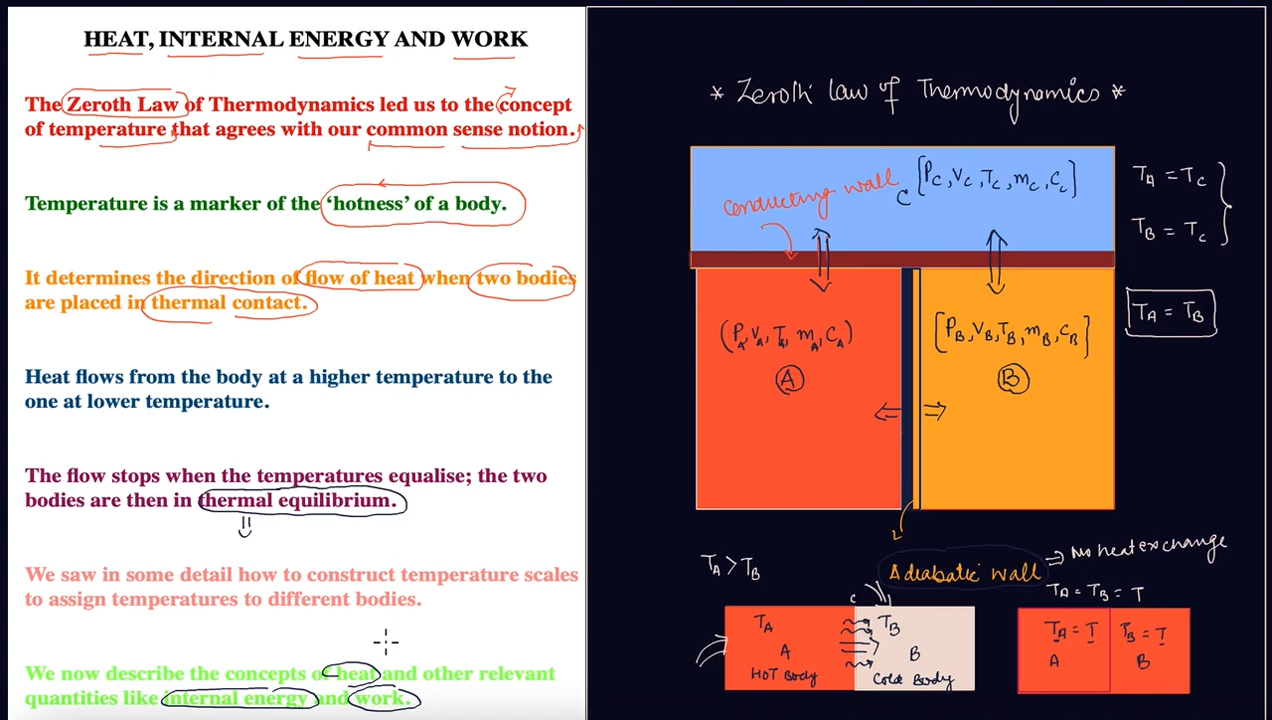 HEAT, INTERNAL ENERGY AND WORK
The Zeroth Law of Thermodynamics led us to the concept
of temperature that agrees with our common sense notion.
Temperature is a marker of the ‘hotness’ of a body.
It determines the direction of flow of heat when two bodies
are placed in thermal contact.
Heat flows from the body at a higher temperature to the
one at lower temperature.
The flow stops when the temperatures equalise; the two
bodies are then in thermal equilibrium.
We saw in some detail how to construct temperature scales
to assign temperatures to different bodies.
We now describe the concepts of heat and other relevant
quantities like internal energy and work.
* Zeroth Law of Thermodynamics *
Conducting wall
C [P_C, V_C, T_C, m_C, C_C]
T_A = T_C
T_B = T_C
T_A = T_B
(P_A, V_A, T_A, m_A, C_A)
A
[P_B, V_B, T_B, m_B, C_B]
B
Adiabatic wall ⇒ No heat exchange
T_A > T_B
T_A T_B
A B
HOT Body Cold Body
T_A = T_B = T
T_A = T T_B = T
A B